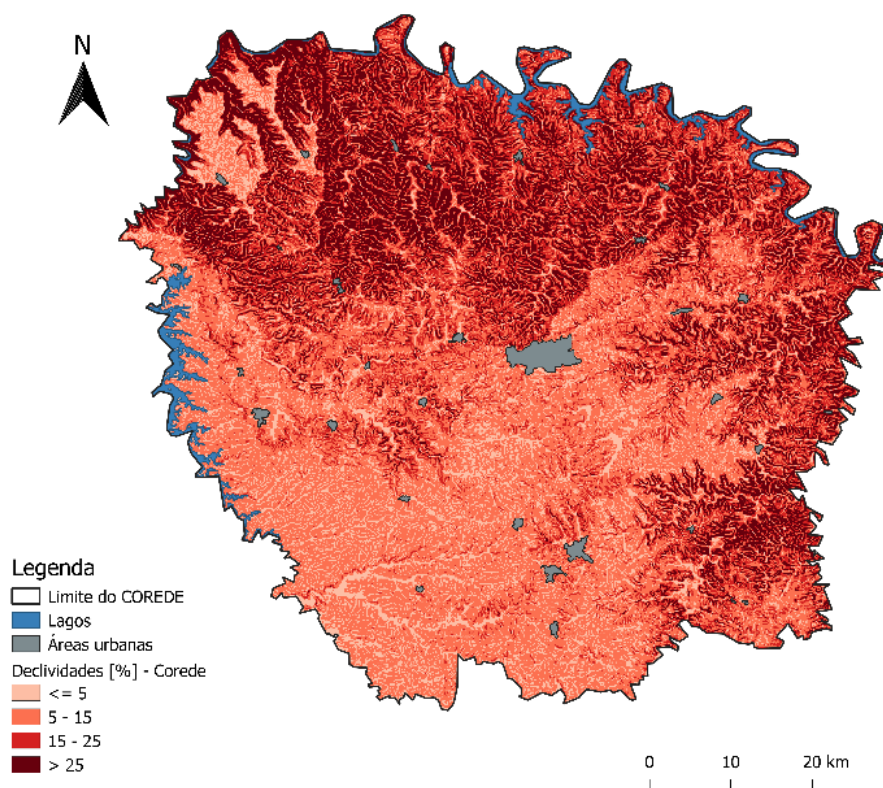 N
Legenda
Limite do COREDE
Lagos
Áreas urbanas
Declividades [%] - Corede
<= 5
5 - 15
15 - 25
> 25
0 10 20 km